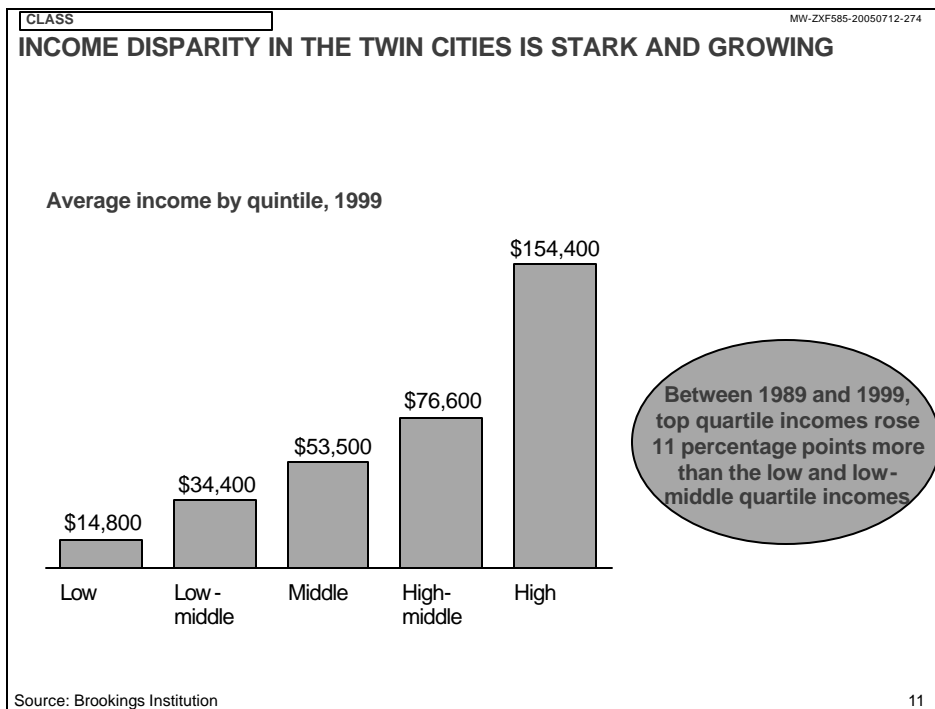 CLASS
MW-ZXF585-20050712-274
INCOME DISPARITY IN THE TWIN CITIES IS STARK AND GROWING
Average income by quintile, 1999
$14,800
$34,400
$53,500
$76,600
$154,400
Low
Low-
middle
Middle
High-
middle
High
Between 1989 and 1999,
top quartile incomes rose
11 percentage points more
than the low and low-
middle quartile incomes
Source: Brookings Institution
11